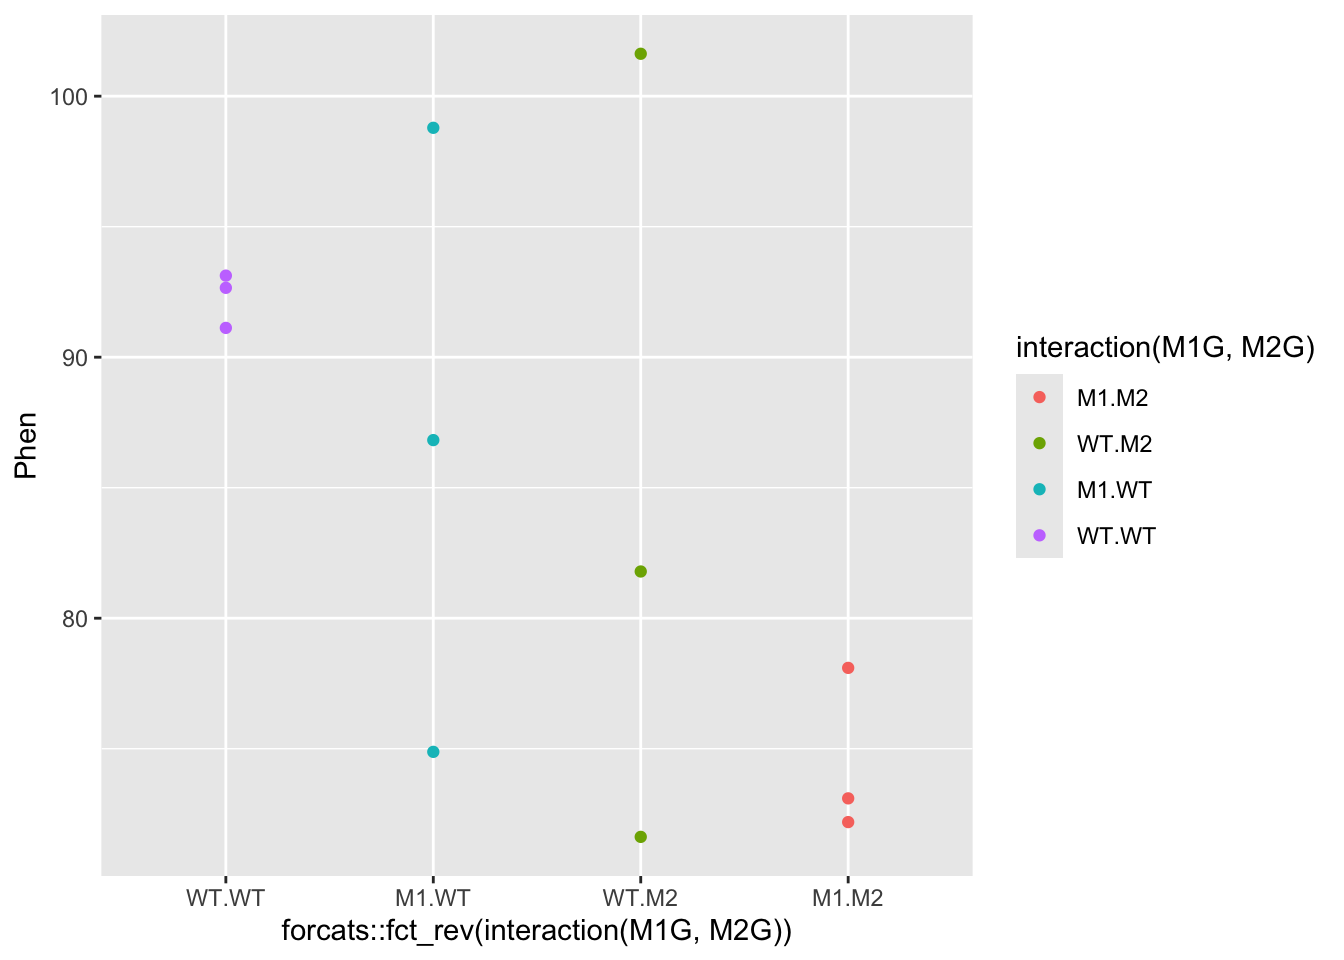 100
90
80
Phen
WT.WT
M1.WT
WT.M2
M1.M2
forcats::fct_rev(interaction(M1G, M2G))
interaction(M1G, M2G)
M1.M2
WT.M2
M1.WT
WT.WT